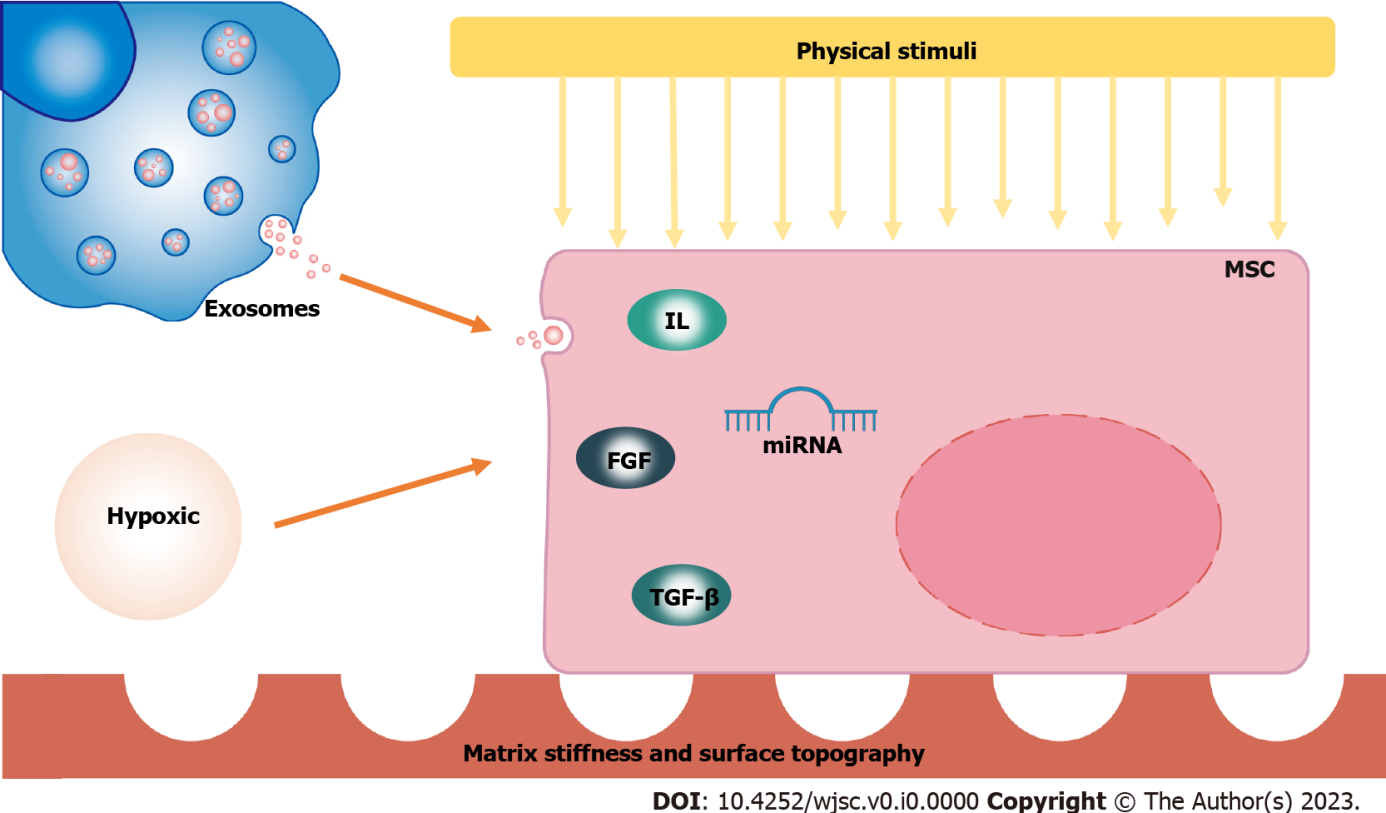 Physical stimuli
MSC
Exosomes
IL
miRNA
FGF
Hypoxic
TGF-β
Matrix stiffness and surface topography
DOI: 10.4252/wjsc.v0.i0.0000 Copyright © The Author(s) 2023.